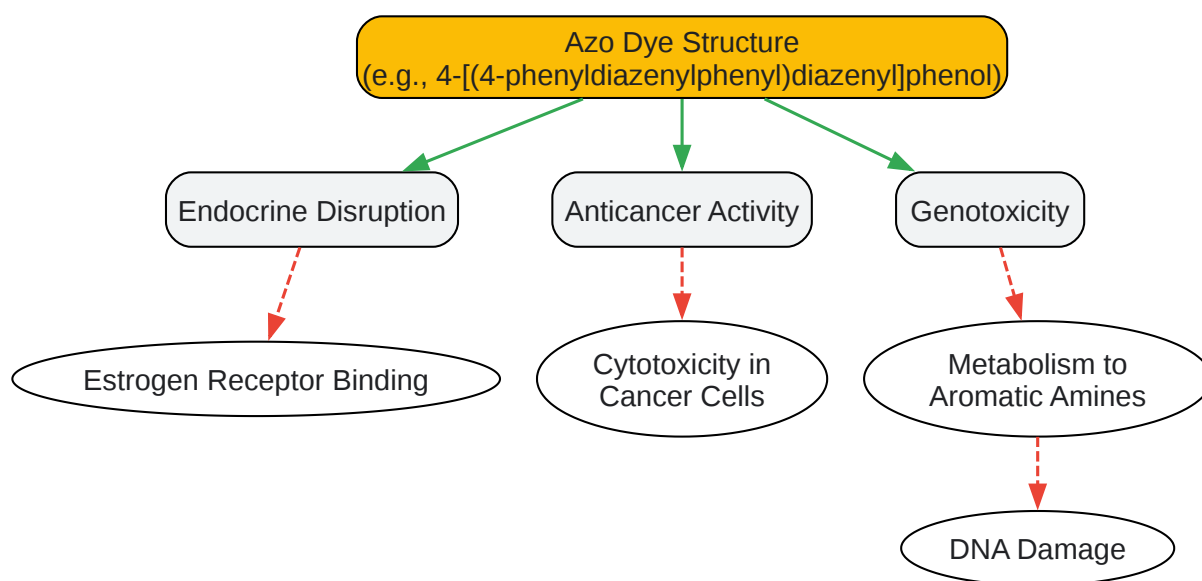 Azo Dye Structure
(e.g., 4-[(4-phenyldiazenylphenyl)diazenyl]phenol)
Endocrine Disruption
Anticancer Activity
Genotoxicity
Estrogen Receptor Binding
Cytotoxicity in
Cancer Cells
Metabolism to
Aromatic Amines
DNA Damage